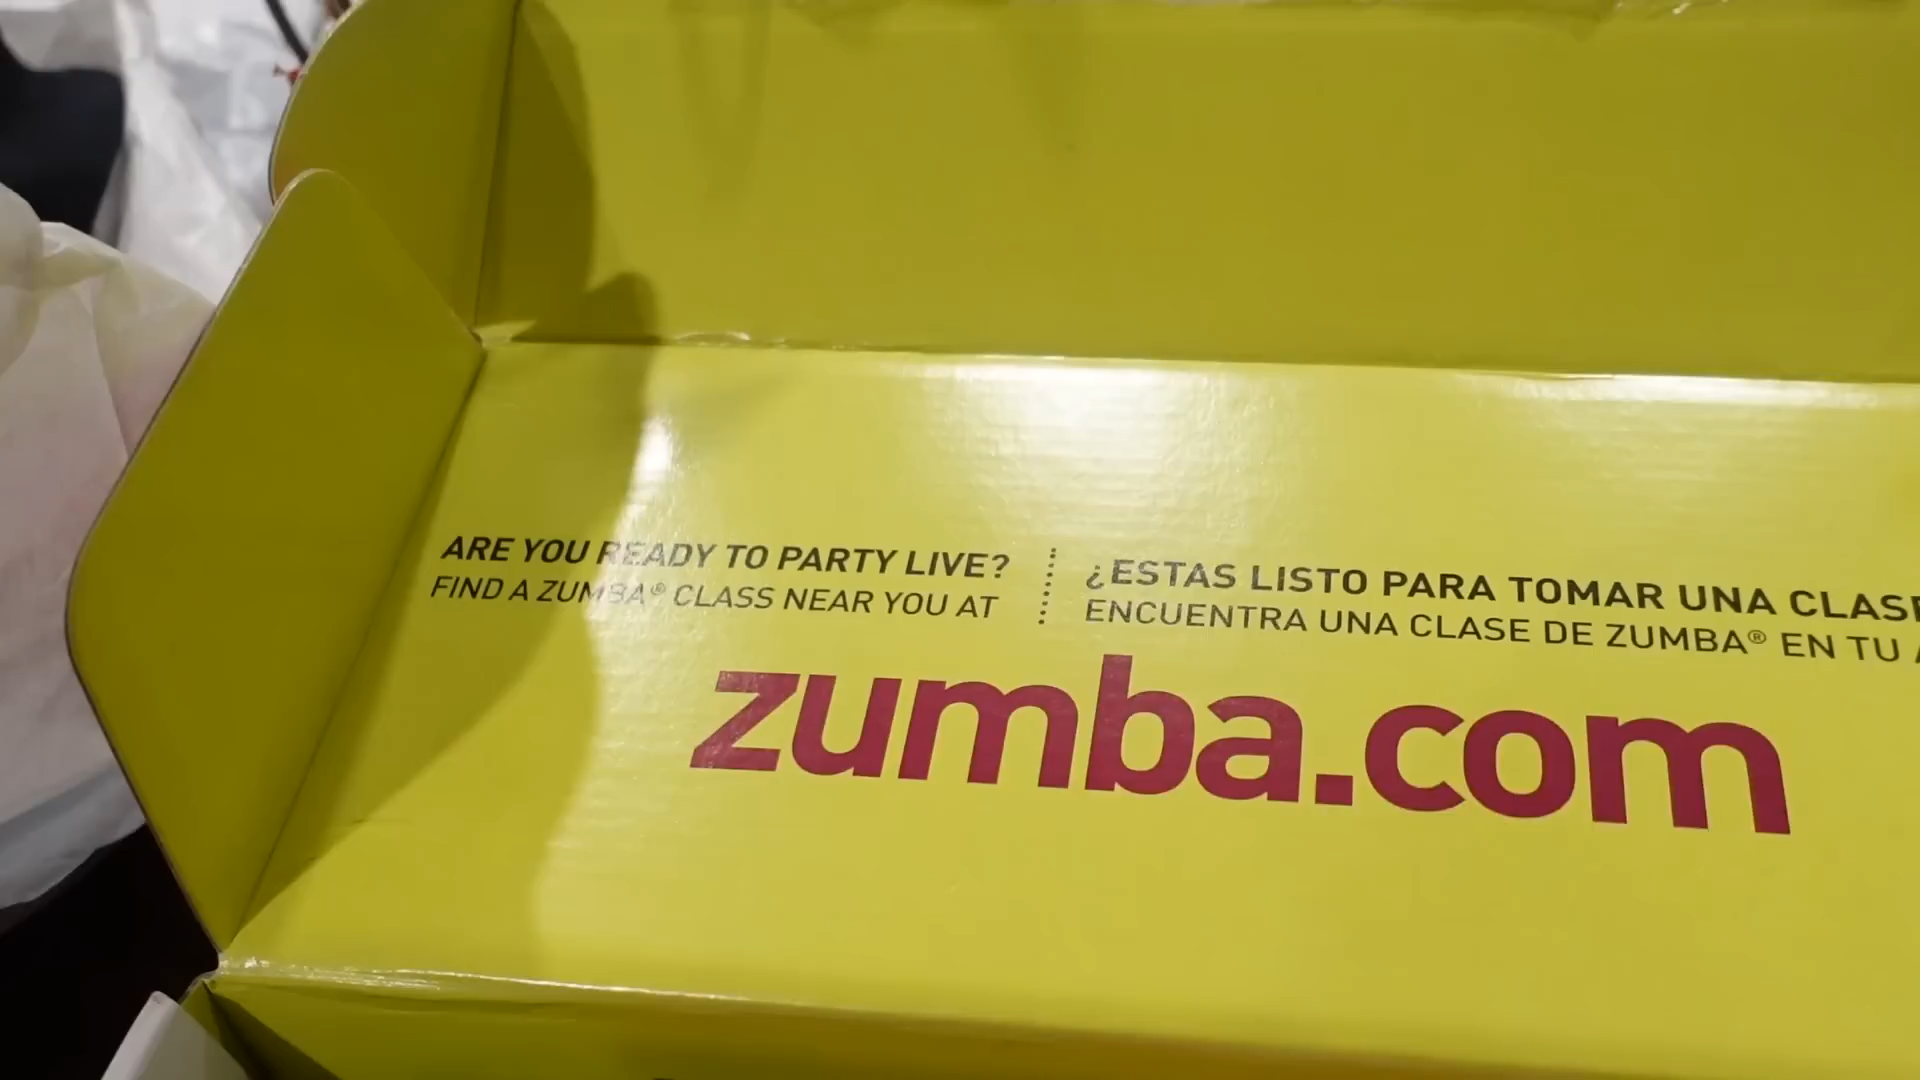 ARE YOU READY TO PARTY LIVE?
FIND A ZUMBA® CLASS NEAR YOU AT
¿ESTAS LISTO PARA TOMAR UNA CLASE
ENCUENTRA UNA CLASE DE ZUMBA® EN TU
zumba.com